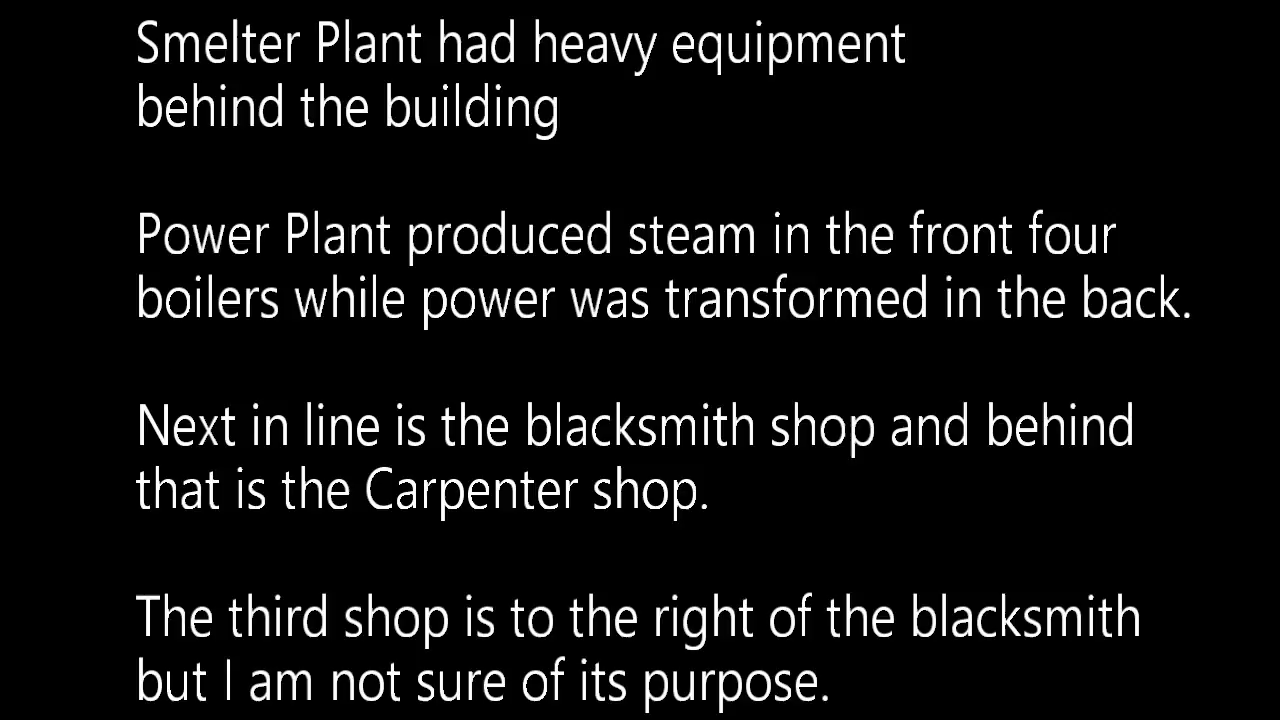 Smelter Plant had heavy equipment
behind the building
Power Plant produced steam in the front four
boilers while power was transformed in the back.
Next in line is the blacksmith shop and behind
that is the Carpenter shop.
The third shop is to the right of the blacksmith
but I am not sure of its purpose.